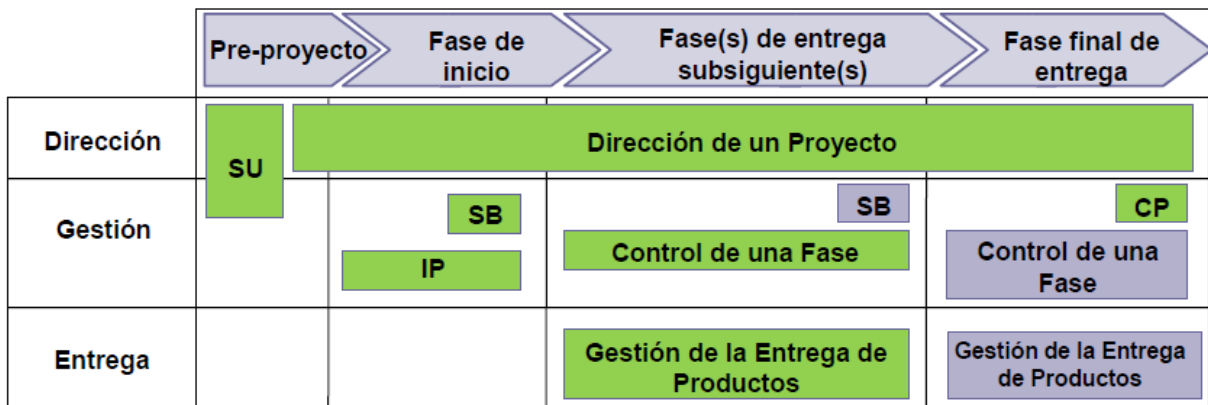 Pre-proyecto
Fase de
inicio
Fase(s) de entrega
subsiguiente(s)
Fase final de
entrega
Dirección
SU
Dirección de un Proyecto
Gestión
SB
IP
SB
Control de una Fase
CP
Control de una
Fase
Entrega
Gestión de la Entrega de
Productos
Gestión de la Entrega
de Productos